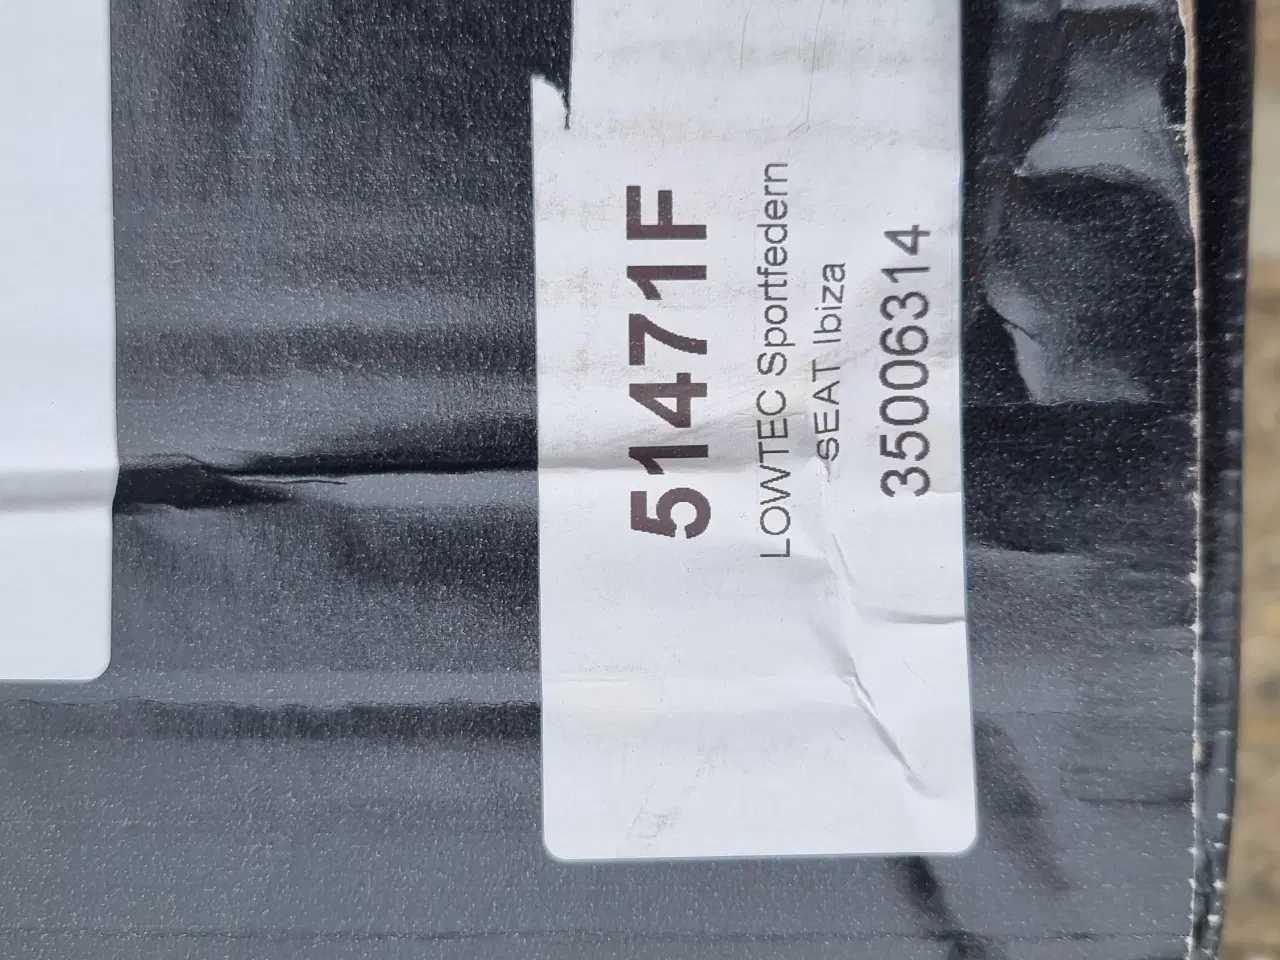 51471F
LOWTEC Sportfedern
SEAT Ibiza
35006314